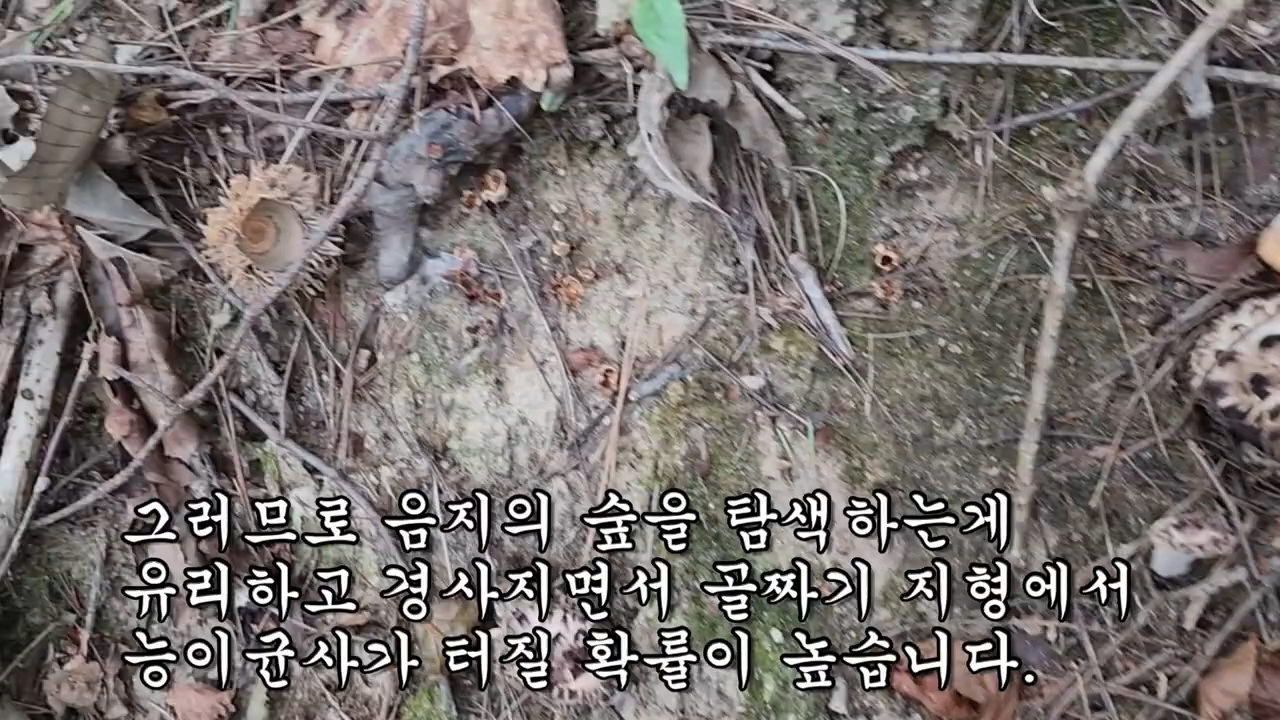 그러므로 음지의 숲을 탐색하는게
유리하고 경사지면서 골짜기 지형에서
능이균사가 터질 확률이 높습니다.